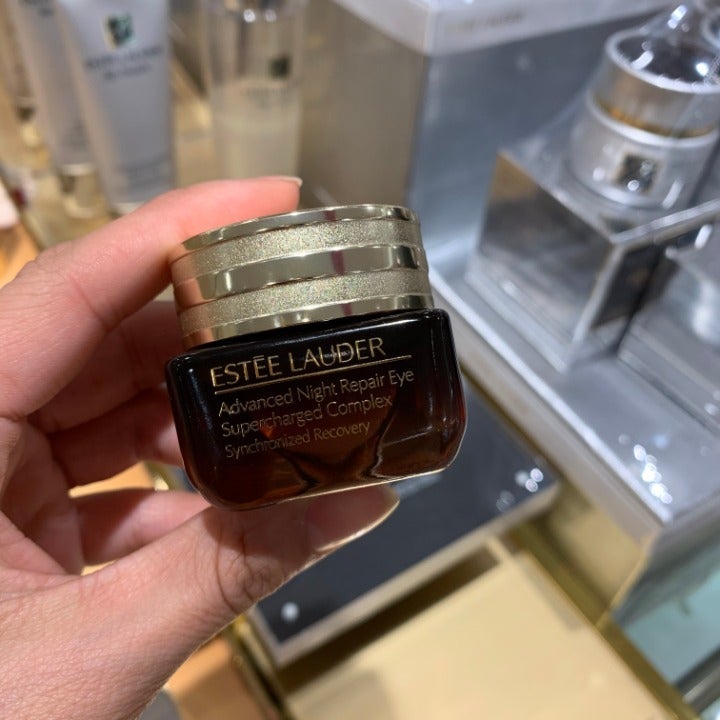 ESTĒE LAUDER
Advanced Night Repair Eye
Supercharged Complex
Synchronized Recovery